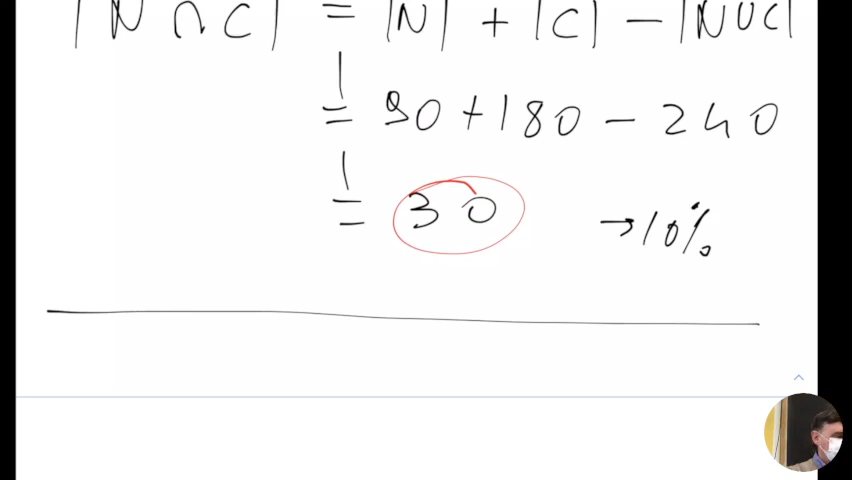 |N ∩ C| = |N| + |C| − |N∪C|
= 90 + 180 − 240
= 30 → 10%